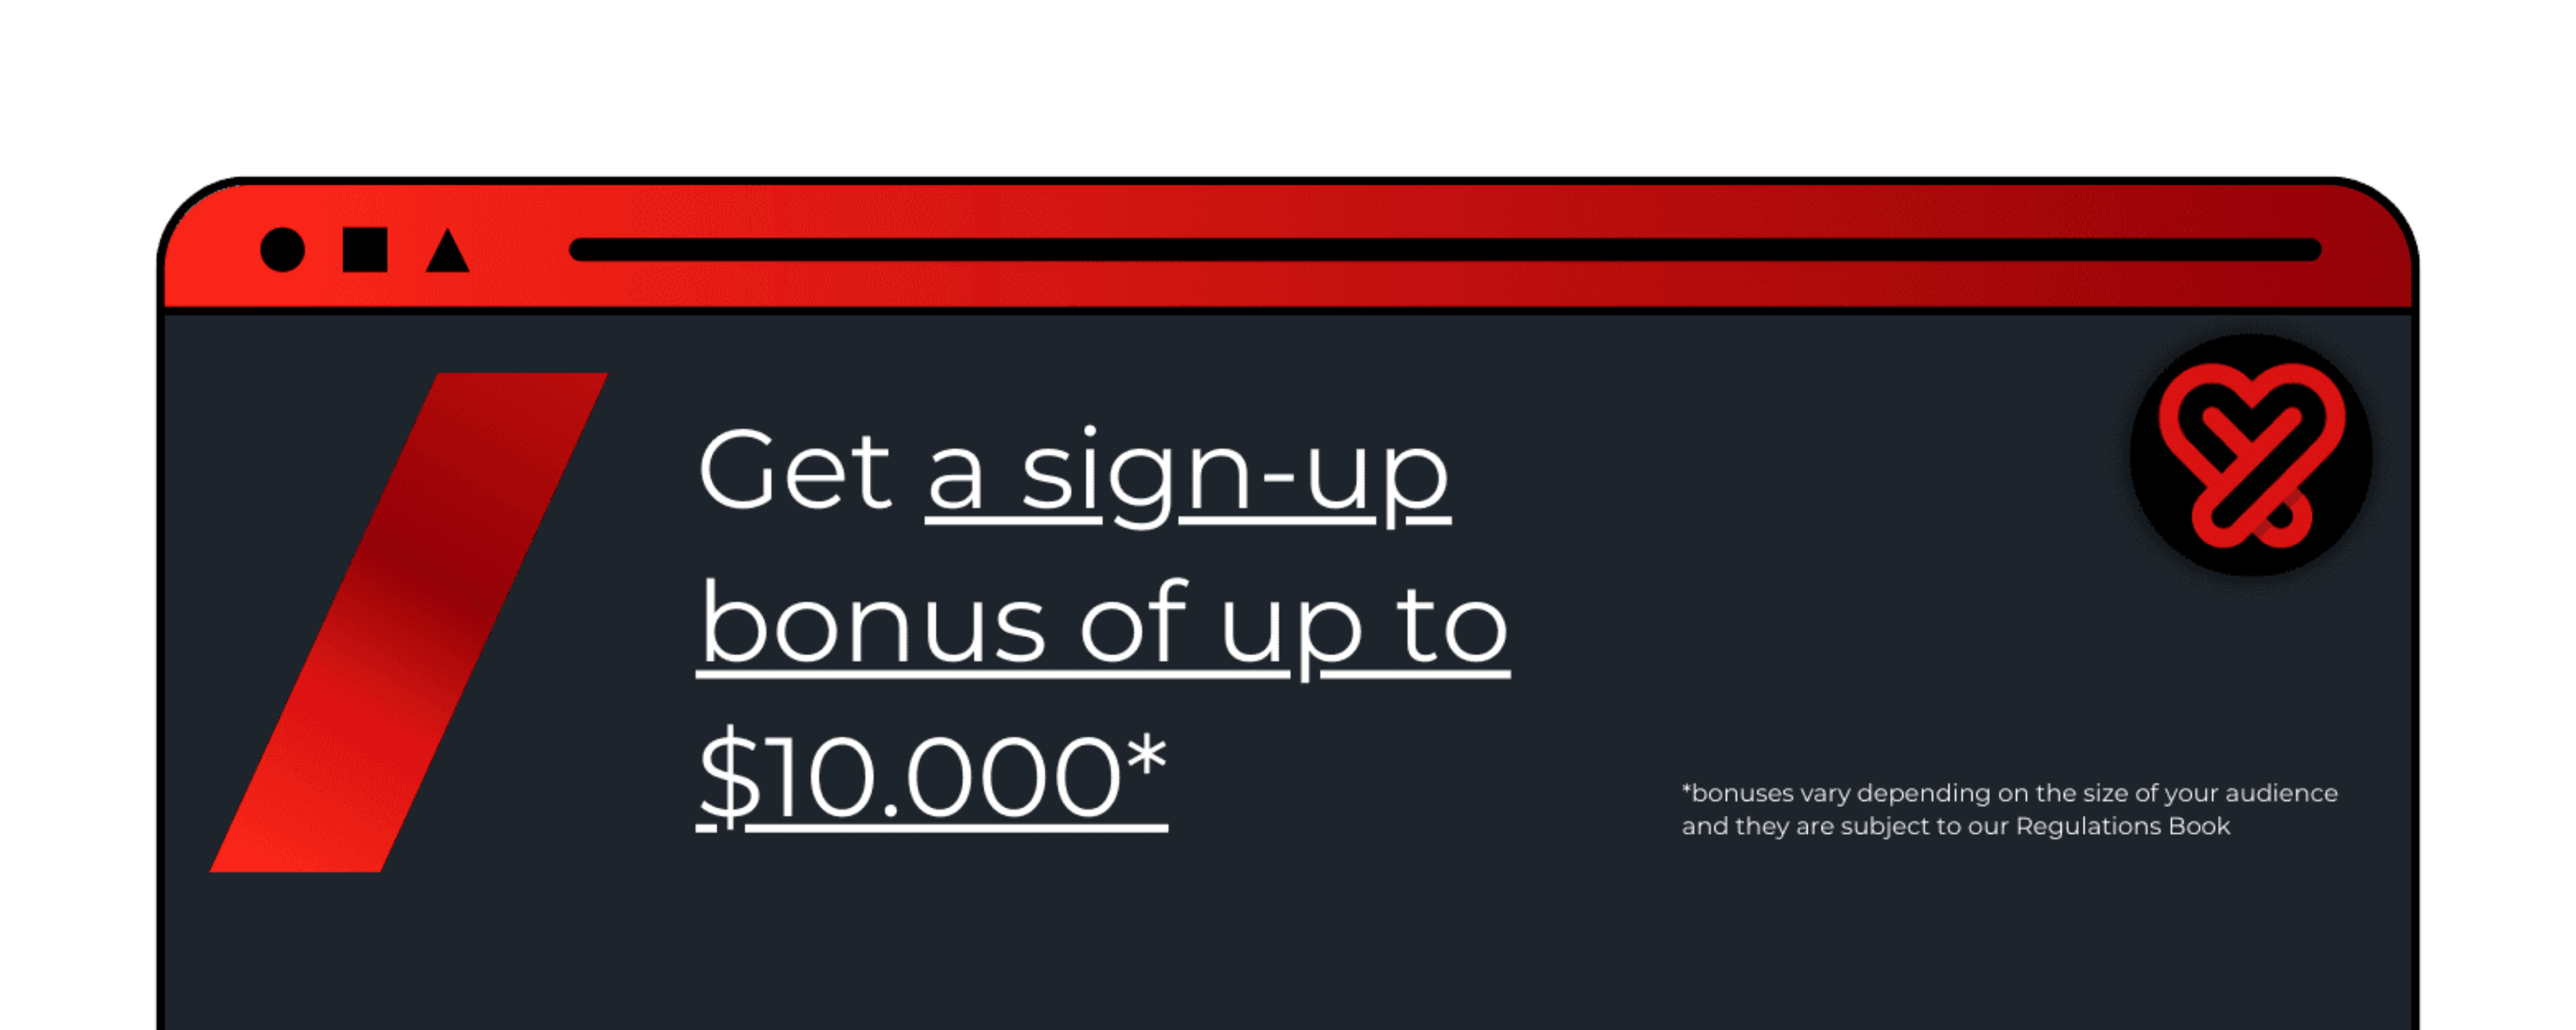 Get a sign-up
bonus of up to
$10.000*
*bonuses vary depending on the size of your audience
and they are subject to our Regulations Book